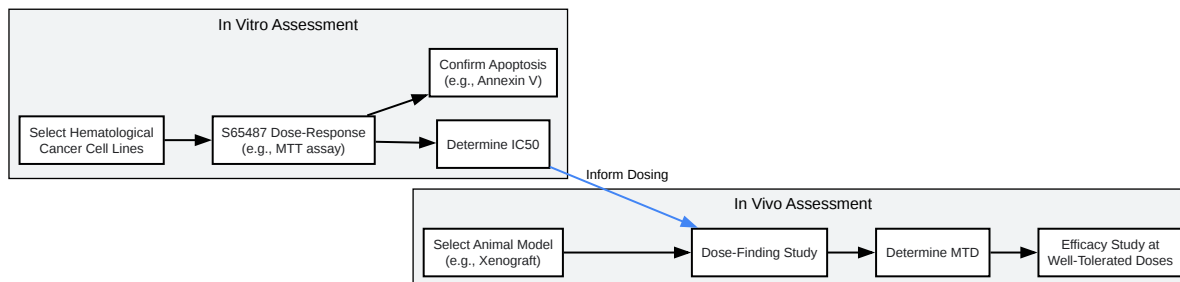 In Vitro Assessment
Confirm Apoptosis
(e.g., Annexin V)
Select Hematological
Cancer Cell Lines
S65487 Dose-Response
(e.g., MTT assay)
Determine IC50
Inform Dosing
In Vivo Assessment
Select Animal Model
(e.g., Xenograft)
Dose-Finding Study
Determine MTD
Efficacy Study at
Well-Tolerated Doses